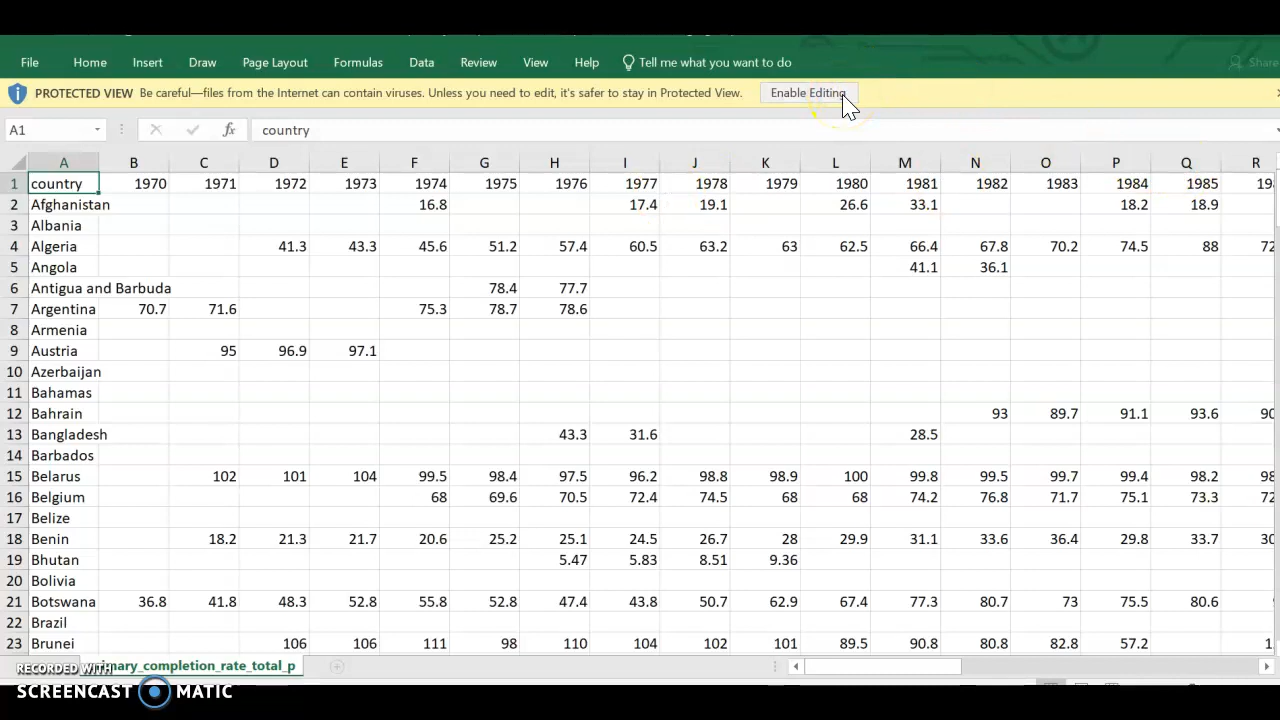 File Home Insert Draw Page Layout Formulas Data Review View Help Tell me what you want to do Share
PROTECTED VIEW Be careful—files from the Internet can contain viruses. Unless you need to edit, it's safer to stay in Protected View. Enable Editing
A1 fx country
A B C D E F G H I J K L M N O P Q R
1 country 1970 1971 1972 1973 1974 1975 1976 1977 1978 1979 1980 1981 1982 1983 1984 1985
2 Afghanistan 16.8 17.4 19.1 26.6 33.1 18.2 18.9
3 Albania
4 Algeria 41.3 43.3 45.6 51.2 57.4 60.5 63.2 63 62.5 66.4 67.8 70.2 74.5 88
5 Angola 41.1 36.1
6 Antigua and Barbuda 78.4 77.7
7 Argentina 70.7 71.6 75.3 78.7 78.6
8 Armenia
9 Austria 95 96.9 97.1
10 Azerbaijan
11 Bahamas
12 Bahrain 93 89.7 91.1 93.6
13 Bangladesh 43.3 31.6 28.5
14 Barbados
15 Belarus 102 101 104 99.5 98.4 97.5 96.2 98.8 98.9 100 99.8 99.5 99.7 99.4 98.2
16 Belgium 68 69.6 70.5 72.4 74.5 68 68 74.2 76.8 71.7 75.1 73.3
17 Belize
18 Benin 18.2 21.3 21.7 20.6 25.2 25.1 24.5 26.7 28 29.9 31.1 33.6 36.4 29.8 33.7
19 Bhutan 5.47 5.83 8.51 9.36
20 Bolivia
21 Botswana 36.8 41.8 48.3 52.8 55.8 52.8 47.4 43.8 50.7 62.9 67.4 77.3 80.7 73 75.5 80.6
22 Brazil
23 Brunei 106 106 111 98 110 104 102 101 89.5 90.8 80.8 82.8 57.2
RECORDED WITH mary_completion_rate_total_p
SCREENCAST MATIC